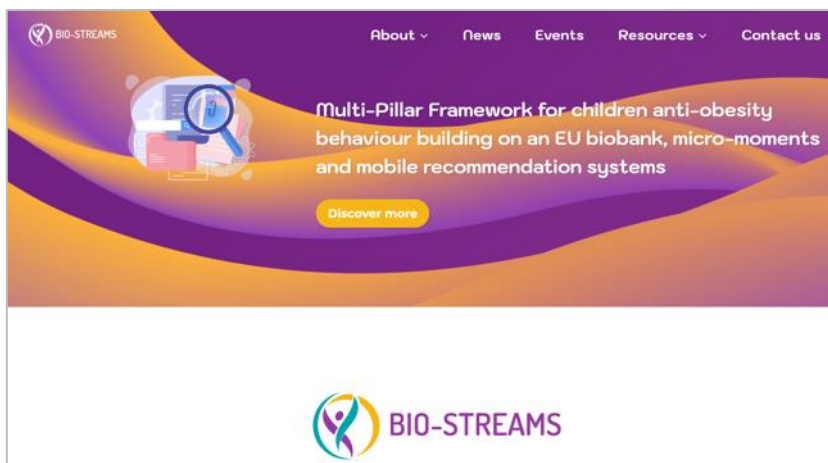 BIO-STREAMS
About News Events Resources Contact us
Multi-Pillar Framework for children anti-obesity
behaviour building on an EU biobank, micro-moments
and mobile recommendation systems
Discover more
BIO-STREAMS